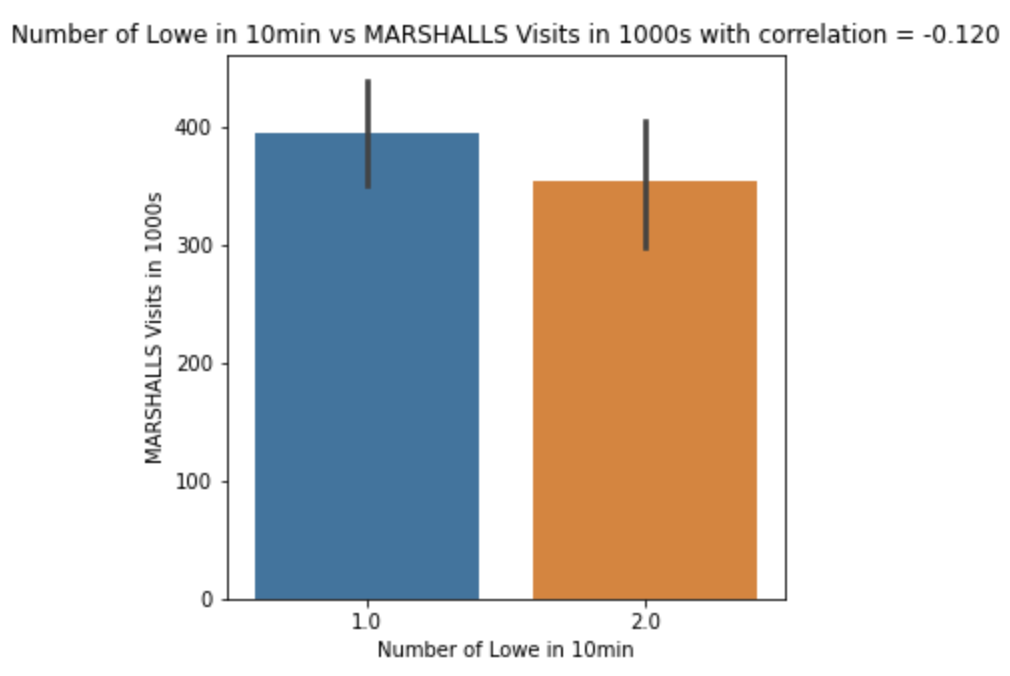 Number of Lowe in 10min vs MARSHALLS Visits in 1000s with correlation = -0.120
MARSHALLS Visits in 1000s
400
300
200
100
0
1.0 2.0
Number of Lowe in 10min